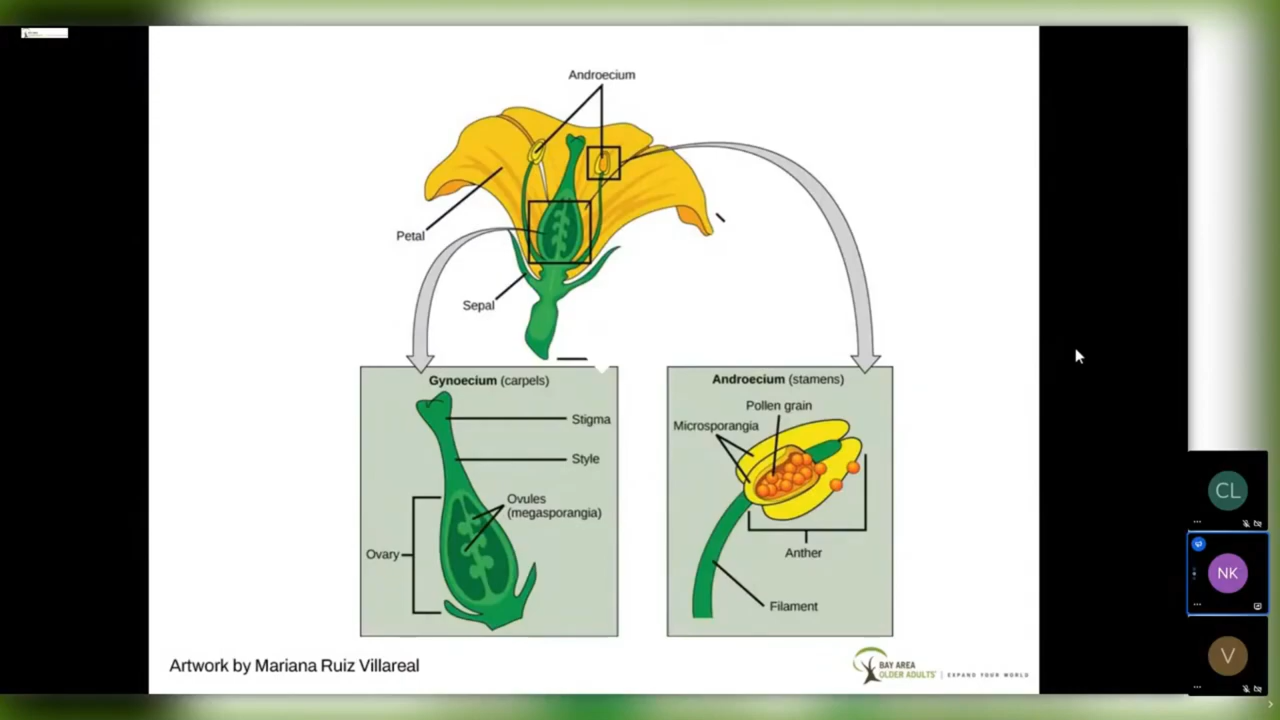 Androecium
Petal
Sepal
Gynoecium (carpels)
Stigma
Style
Ovules
(megasporangia)
Ovary
Androecium (stamens)
Pollen grain
Microsporangia
Anther
Filament
Artwork by Mariana Ruiz Villareal
BAY AREA
OLDER ADULTS | EXPAND YOUR WORLD
CL
NK
V